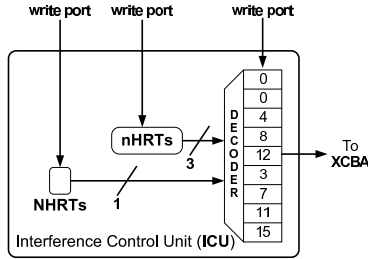 write port
write port
write port
0
0
4
8
12
3
7
11
15
DECODER
nHRTs
3
To
XCBA
1
NHRTs
Interference Control Unit (ICU)